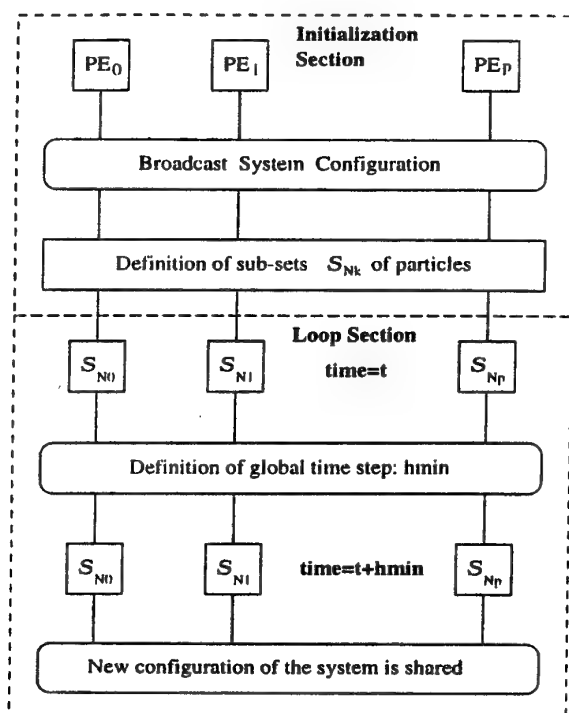 Initialization
Section
PE0 PE1 PEp
Broadcast System Configuration
Definition of sub-sets SNk of particles
Loop Section
time=t
SN0 SN1 SNp
Definition of global time step: hmin
SN0 SN1 time=t+hmin SNp
New configuration of the system is shared